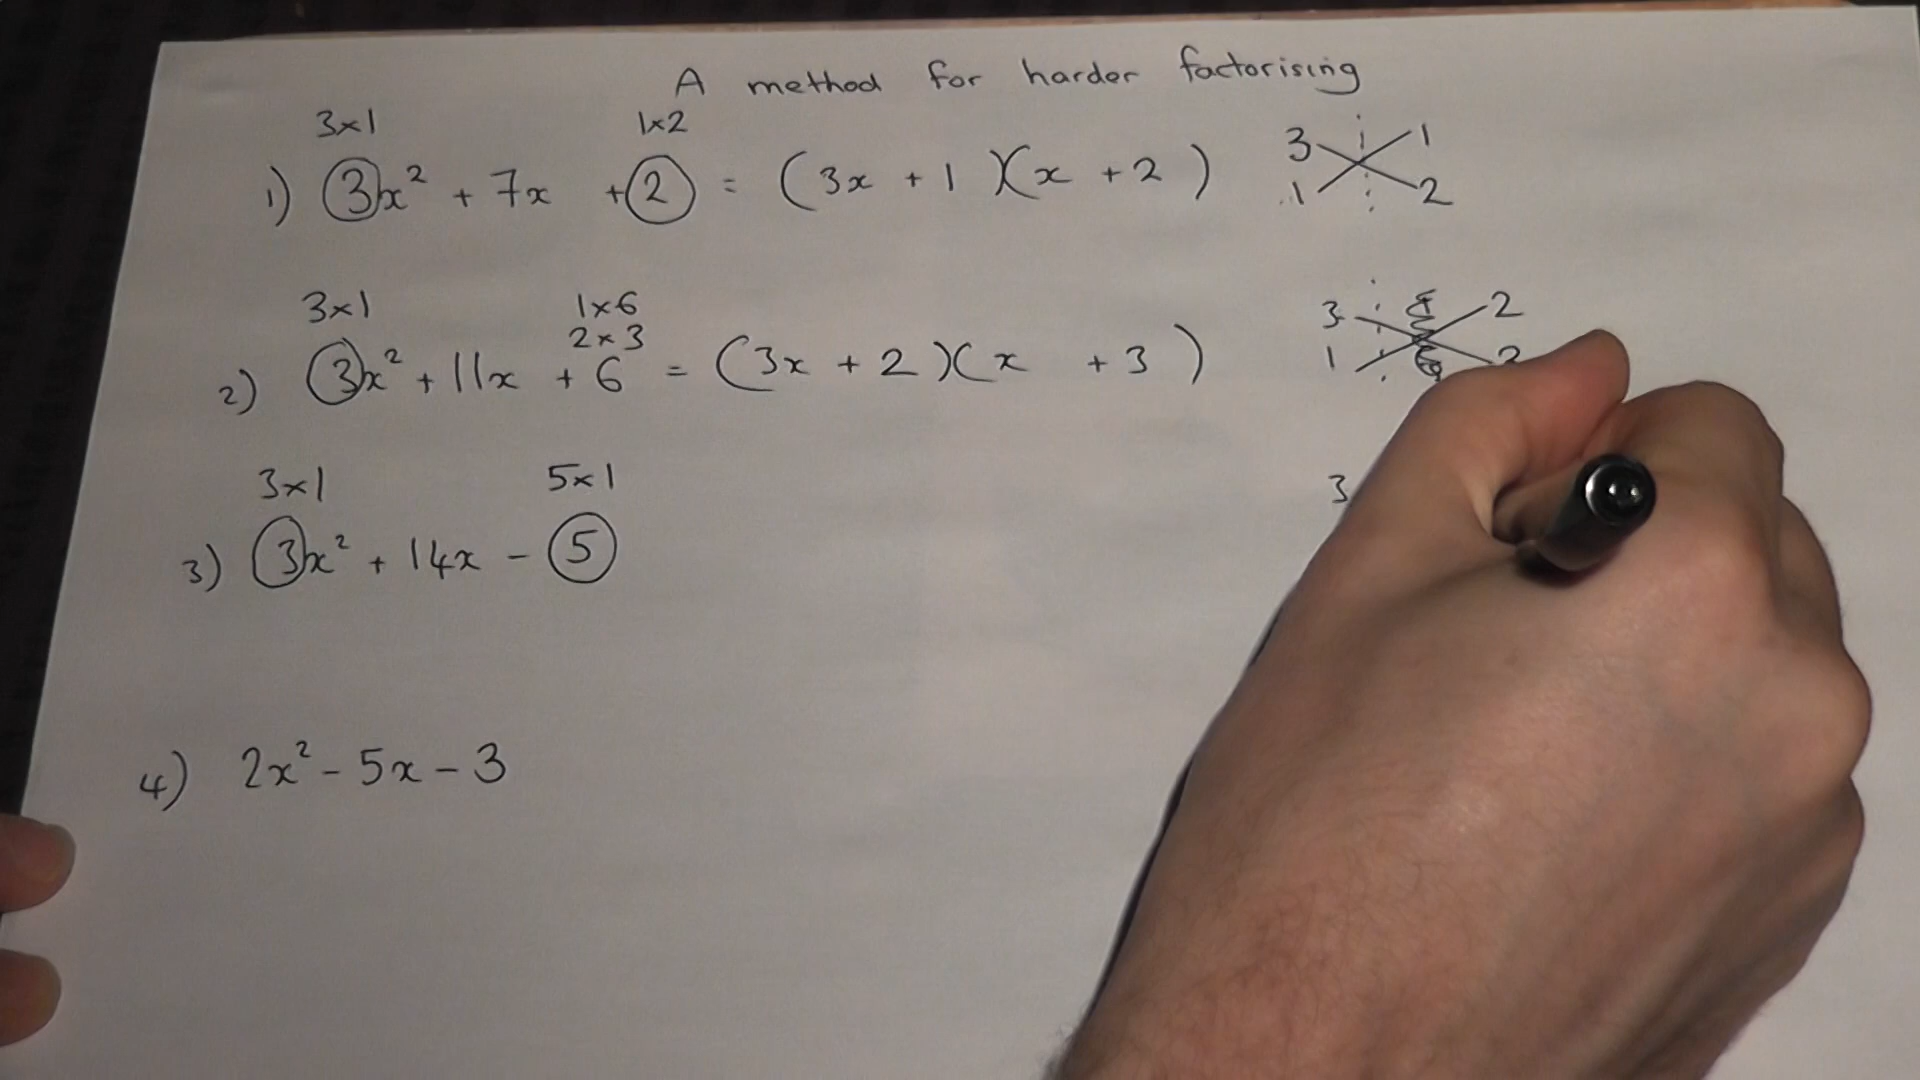 A method for harder factorising
3×1 1×2
1) 3x² + 7x + 2 = (3x + 1)(x + 2) 3 1
1 2
3×1 1×6
2×3
2) 3x² + 11x + 6 = (3x + 2)(x + 3) 3 2
1
3×1 5×1
3) 3x² + 14x - 5 3
4) 2x² - 5x - 3